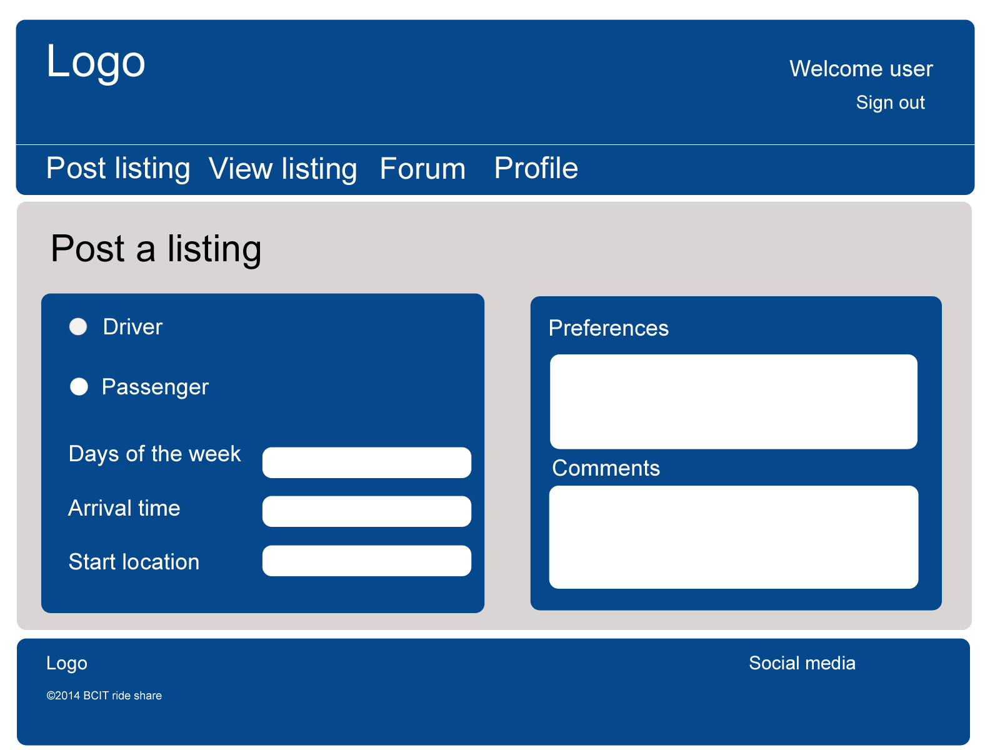 Logo
Welcome user
Sign out
Post listing View listing Forum Profile
Post a listing
Driver
Passenger
Days of the week
Arrival time
Start location
Preferences
Comments
Logo
Social media
©2014 BCIT ride share